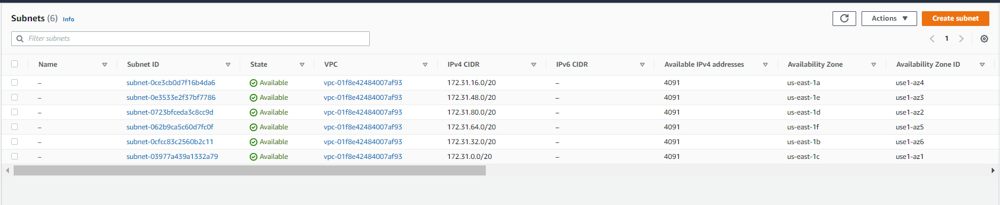 Subnets (6) Info
Actions Create subnet
Filter subnets
1
Name Subnet ID State VPC IPv4 CIDR IPv6 CIDR Available IPv4 addresses Availability Zone Availability Zone ID
– subnet-0ce3cb0d7f16b4da6 Available vpc-01f8e42484007af93 172.31.16.0/20 – 4091 us-east-1a use1-az4
– subnet-0e3533e2f37bf7786 Available vpc-01f8e42484007af93 172.31.48.0/20 – 4091 us-east-1e use1-az3
– subnet-0723bfceda3c8cc9d Available vpc-01f8e42484007af93 172.31.80.0/20 – 4091 us-east-1d use1-az2
– subnet-062b9ca5c60d7fc0f Available vpc-01f8e42484007af93 172.31.64.0/20 – 4091 us-east-1f use1-az5
– subnet-0cfcc83c2560b2c11 Available vpc-01f8e42484007af93 172.31.32.0/20 – 4091 us-east-1b use1-az6
– subnet-03977a439a1332a79 Available vpc-01f8e42484007af93 172.31.0.0/20 – 4091 us-east-1c use1-az1